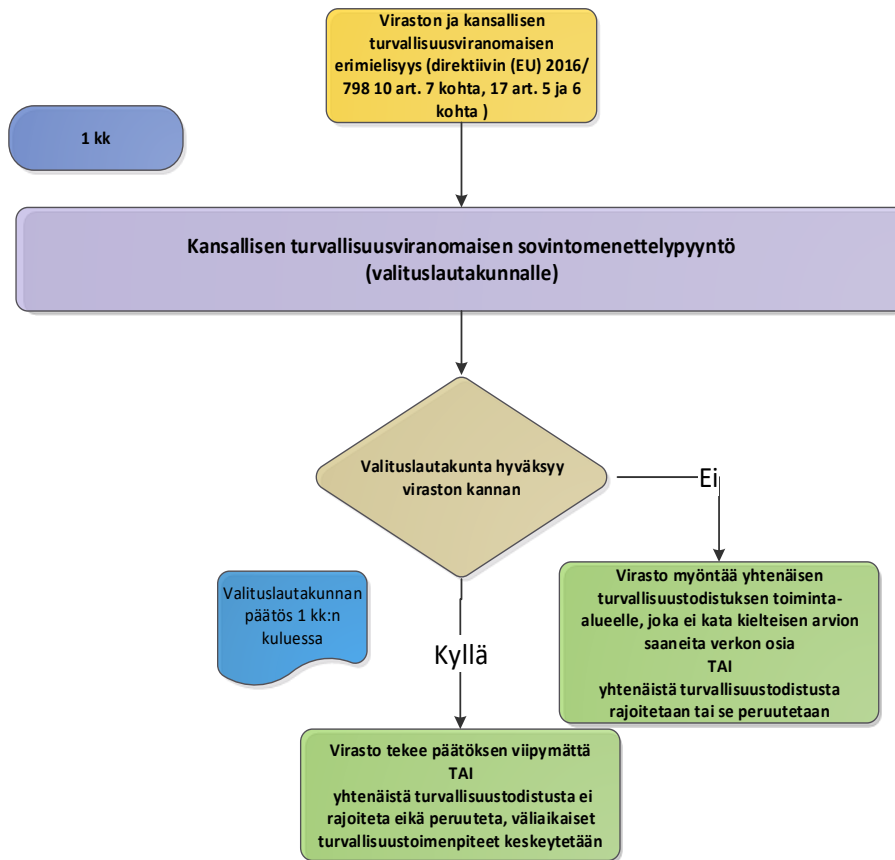 Viraston ja kansallisen
turvallisuusviranomaisen
erimielisyys (direktiivin (EU) 2016/
798 10 art. 7 kohta, 17 art. 5 ja 6
kohta )
1 kk
Kansallisen turvallisuusviranomaisen sovintomenettelypyyntö
(valituslautakunnalle)
Valituslautakunta hyväksyy
viraston kannan
Ei
Valituslautakunnan
päätös 1 kk:n
kuluessa
Kyllä
Virasto myöntää yhtenäisen
turvallisuustodistuksen toiminta-
alueelle, joka ei kata kielteisen arvion
saaneita verkon osia
TAI
yhtenäistä turvallisuustodistusta
rajoitetaan tai se peruutetaan
Virasto tekee päätöksen viipymättä
TAI
yhtenäistä turvallisuustodistusta ei
rajoiteta eikä peruuteta, väliaikaiset
turvallisuustoimenpiteet keskeytetään